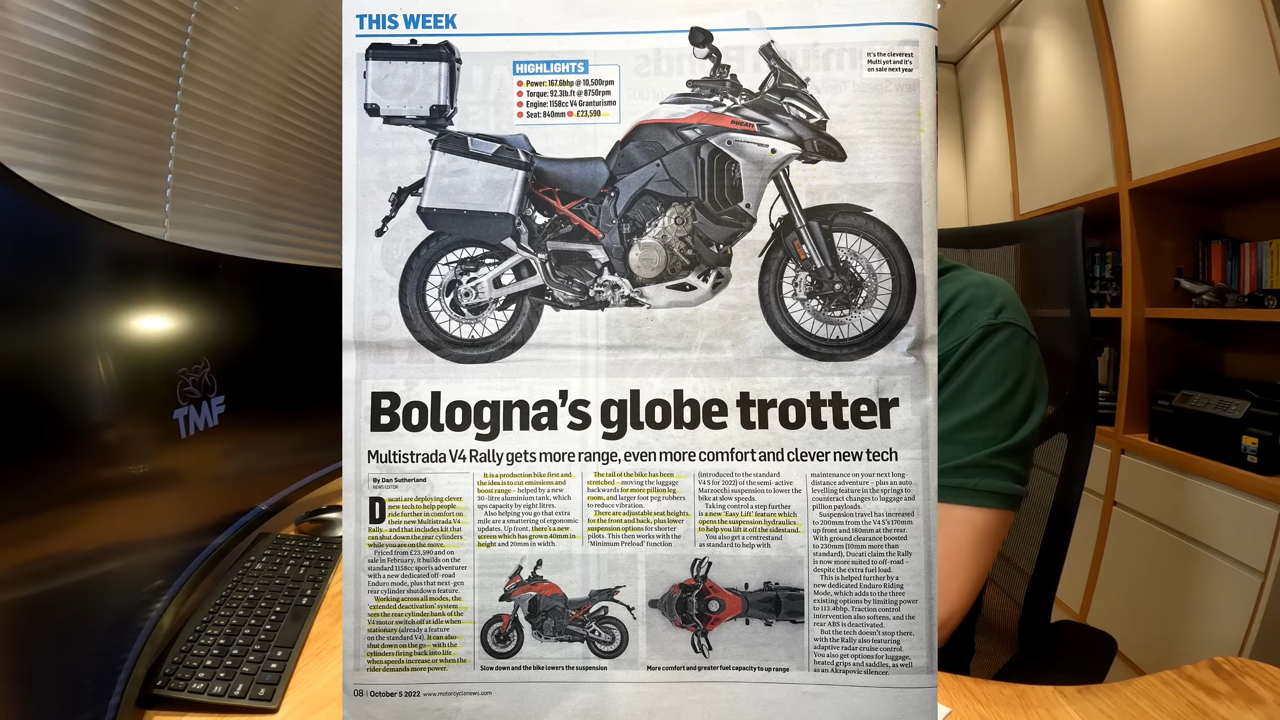 THIS WEEK
It's the cleverest
Multi yet and it's
on sale next year
HIGHLIGHTS
Power: 167.6bhp @ 10,500rpm
Torque: 92.3lb.ft @ 8750rpm
Engine: 1158cc V4 Granturismo
Seat: 840mm £23,590
DUCATI
TMF
Bologna's globe trotter
Multistrada V4 Rally gets more range, even more comfort and clever new tech
By Dan Sutherland
NEWS EDITOR
Ducati are deploying clever
new tech to help people
ride further in comfort on
their new Multistrada V4
Rally – and that includes kit that
can shut down the rear cylinders
while you are on the move.
Priced from £23,590 and on
sale in February, it builds on the
standard 1158cc sports adventurer
with a new dedicated off-road
Enduro mode, plus that next-gen
rear cylinder shutdown feature.
Working across all modes, the
'extended deactivation' system
sees the rear cylinder bank of the
V4 motor switch off at idle when
stationary (already a feature
on the standard V4). It can also
shut down on the go – with the
cylinders firing back into life
when speeds increase or when the
rider demands more power.
It is a production bike first and
the idea is to cut emissions and
boost range – helped by a new
30-litre aluminium tank, which
ups capacity by eight litres.
Also helping you go that extra
mile are a smattering of ergonomic
updates. Up front, there's a new
screen which has grown 40mm in
height and 20mm in width.
The tail of the bike has been
stretched – moving the luggage
backwards for more pillion leg
room, and larger foot peg rubbers
to reduce vibration.
There are adjustable seat heights
for the front and back, plus lower
suspension options for shorter
pilots. This then works with the
'Minimum Preload' function
(introduced to the standard
V4 S for 2022) of the semi-active
Marzocchi suspension to lower the
bike at slow speeds.
Taking control a step further
is a new 'Easy Lift' feature which
opens the suspension hydraulics
to help you lift it off the sidestand.
You also get a centrestand
as standard to help with
maintenance on your next long-
distance adventure – plus an auto
levelling feature in the springs to
counteract changes to luggage and
pillion payloads.
Suspension travel has increased
to 200mm from the V4 S's 170mm
up front and 180mm at the rear.
With ground clearance boosted
to 230mm (10mm more than
standard), Ducati claim the Rally
is now more suited to off-road –
despite the extra fuel load.
This is helped further by a
new dedicated Enduro Riding
Mode, which adds to the three
existing options by limiting power
to 113.4bhp. Traction control
intervention also softens, and the
rear ABS is deactivated.
But the tech doesn't stop there,
with the Rally also featuring
adaptive radar cruise control.
You also get options for luggage,
heated grips and saddles, as well
as an Akrapovic silencer.
Slow down and the bike lowers the suspension
More comfort and greater fuel capacity to up range
08 | October 5 2022 www.motorcyclenews.com